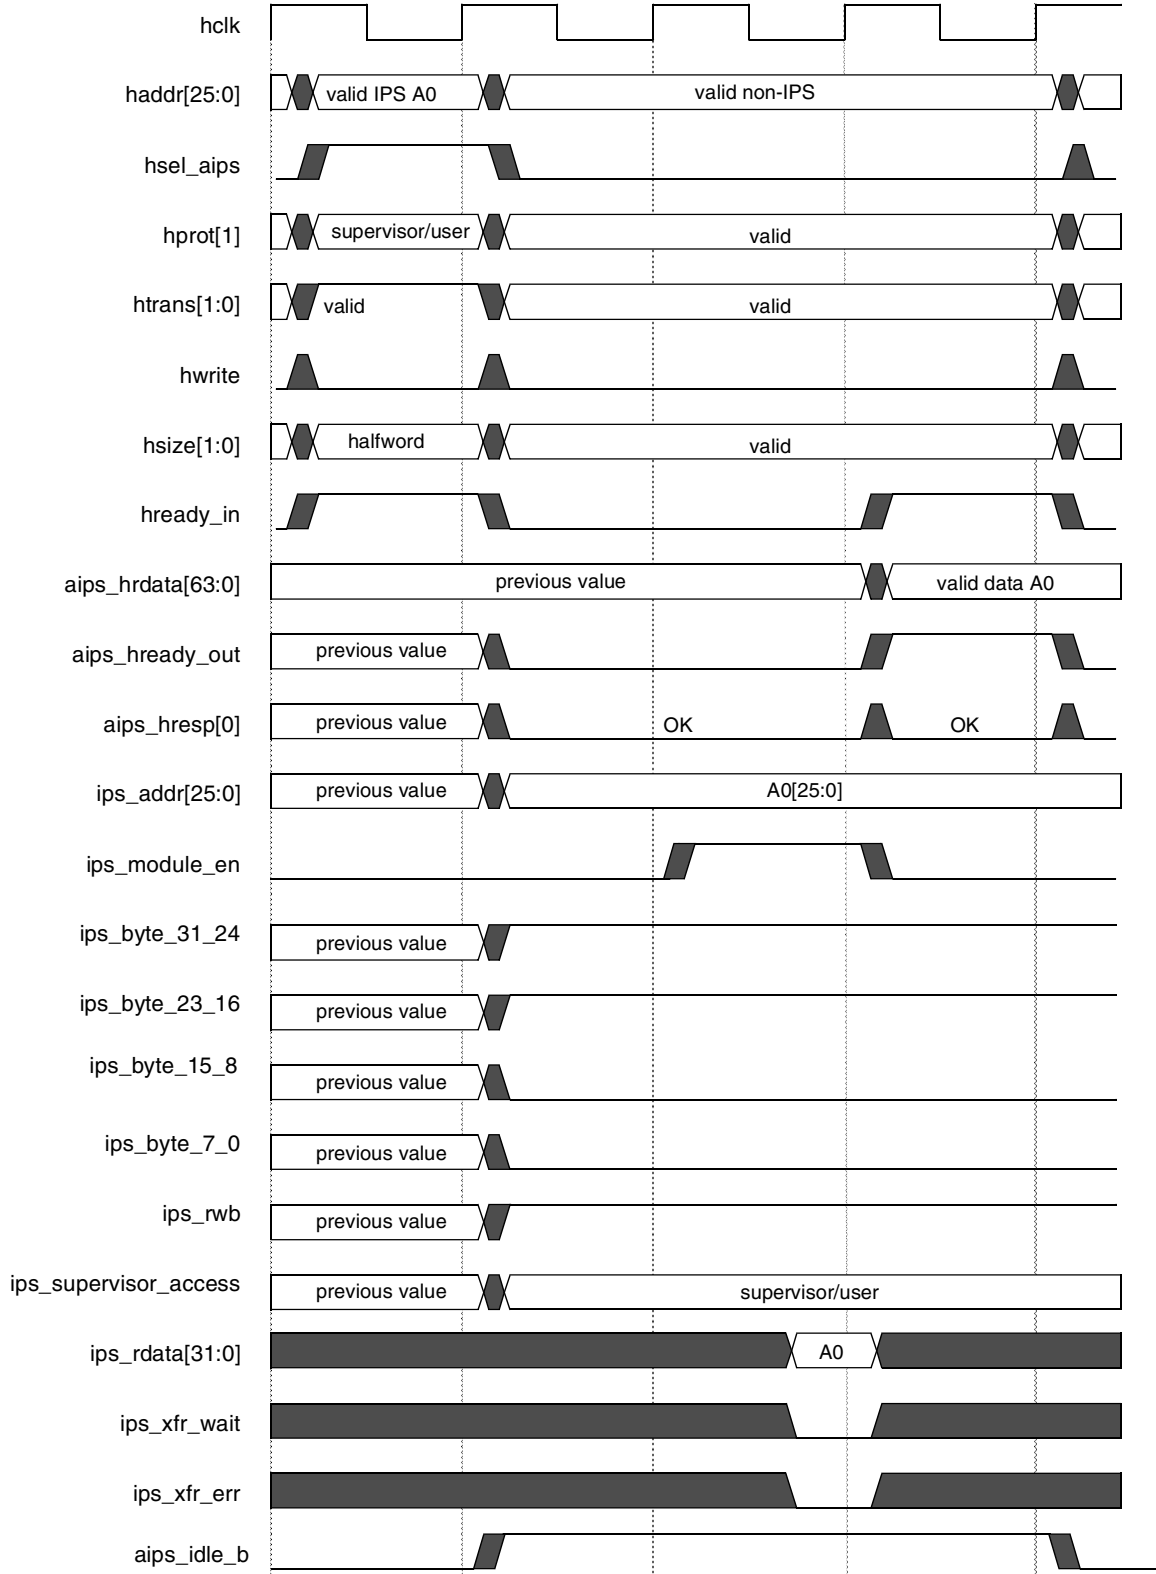 hclk
haddr[25:0] valid IPS A0 valid non-IPS
hsel_aips
hprot[1] supervisor/user valid
htrans[1:0] valid valid
hwrite
hsize[1:0] halfword valid
hready_in
aips_hrdata[63:0] previous value valid data A0
aips_hready_out previous value
aips_hresp[0] previous value OK OK
ips_addr[25:0] previous value A0[25:0]
ips_module_en
ips_byte_31_24 previous value
ips_byte_23_16 previous value
ips_byte_15_8 previous value
ips_byte_7_0 previous value
ips_rwb previous value
ips_supervisor_access previous value supervisor/user
ips_rdata[31:0] A0
ips_xfr_wait
ips_xfr_err
aips_idle_b